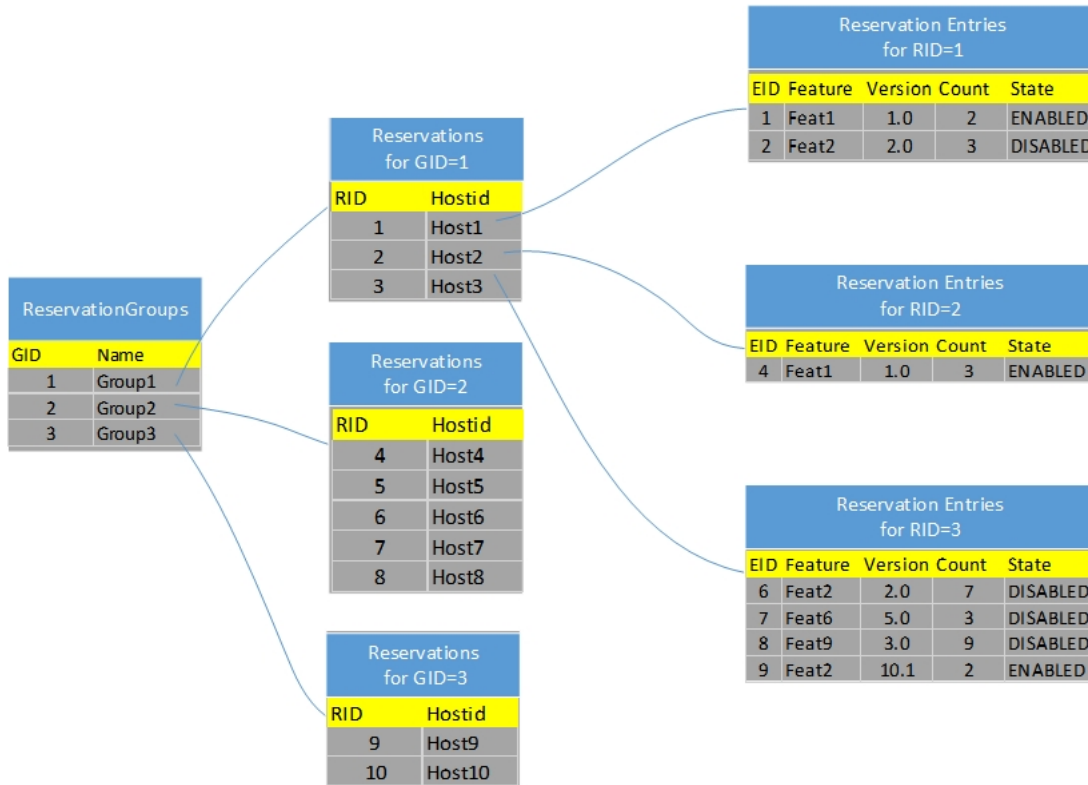 ReservationGroups
GID Name
1 Group1
2 Group2
3 Group3
Reservations
for GID=1
RID Hostid
1 Host1
2 Host2
3 Host3
Reservations
for GID=2
RID Hostid
4 Host4
5 Host5
6 Host6
7 Host7
8 Host8
Reservations
for GID=3
RID Hostid
9 Host9
10 Host10
Reservation Entries
for RID=1
EID Feature Version Count State
1 Feat1 1.0 2 ENABLED
2 Feat2 2.0 3 DISABLED
Reservation Entries
for RID=2
EID Feature Version Count State
4 Feat1 1.0 3 ENABLED
Reservation Entries
for RID=3
EID Feature Version Count State
6 Feat2 2.0 7 DISABLED
7 Feat6 5.0 3 DISABLED
8 Feat9 3.0 9 DISABLED
9 Feat2 10.1 2 ENABLED